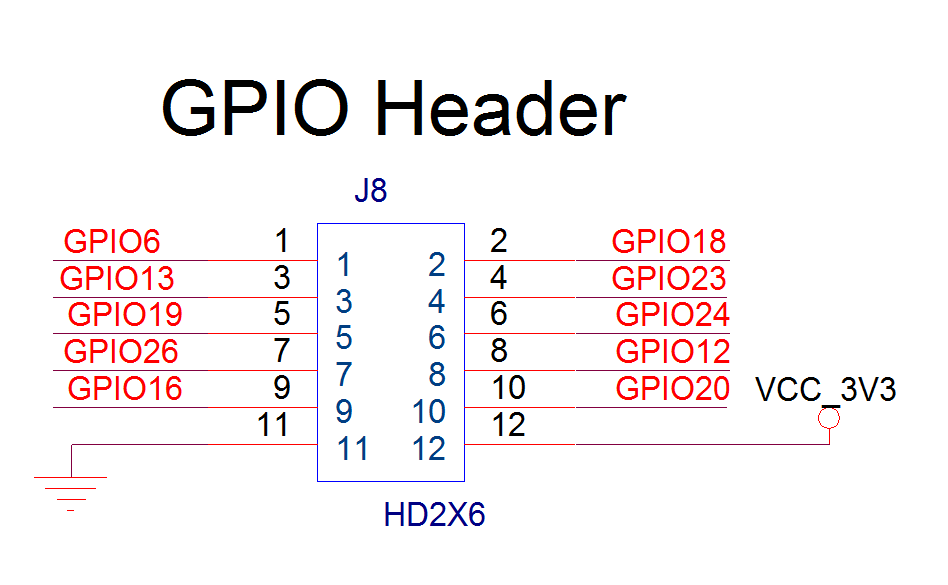 GPIO Header
J8
GPIO6 1 1 2 2 GPIO18
GPIO13 3 3 4 4 GPIO23
GPIO19 5 5 6 6 GPIO24
GPIO26 7 7 8 8 GPIO12
GPIO16 9 9 10 10 GPIO20 VCC_3V3
11 11 12 12
HD2X6